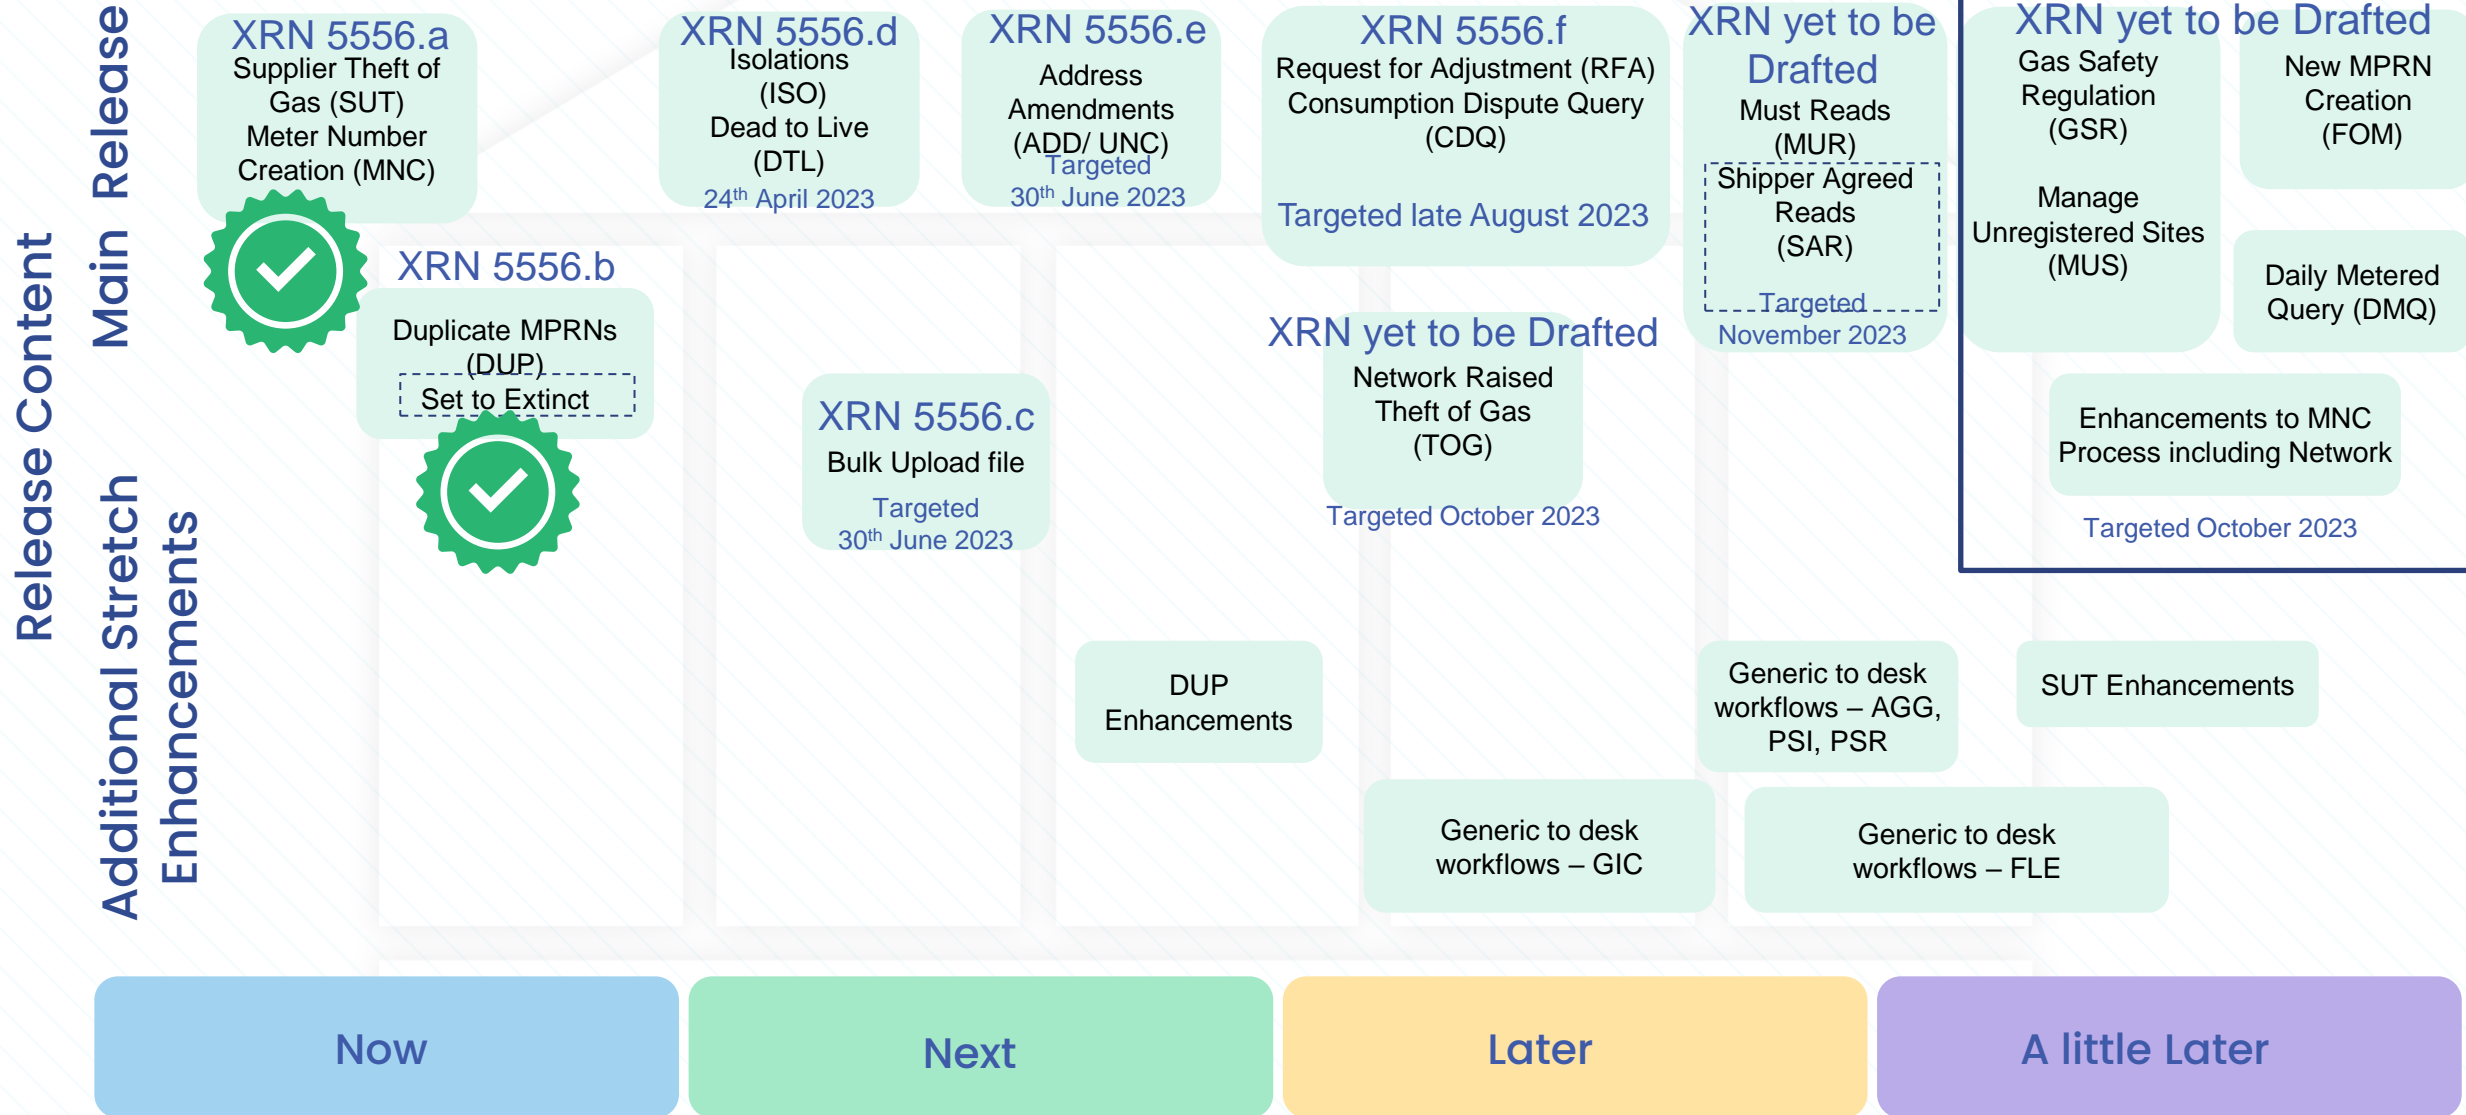 Release Content
Main Release
Additional Stretch
Enhancements
XRN 5556.a
Supplier Theft of
Gas (SUT)
Meter Number
Creation (MNC)
XRN 5556.b
Duplicate MPRNs
(DUP)
Set to Extinct
XRN 5556.d
Isolations
(ISO)
Dead to Live
(DTL)
24th April 2023
XRN 5556.c
Bulk Upload file
Targeted
30th June 2023
XRN 5556.e
Address
Amendments
(ADD/ UNC)
Targeted
30th June 2023
XRN 5556.f
Request for Adjustment (RFA)
Consumption Dispute Query
(CDQ)
Targeted late August 2023
XRN yet to be Drafted
Network Raised
Theft of Gas
(TOG)
Targeted October 2023
XRN yet to be
Drafted
Must Reads
(MUR)
Shipper Agreed
Reads
(SAR)
Targeted
November 2023
XRN yet to be Drafted
Gas Safety
Regulation
(GSR)
Manage
Unregistered Sites
(MUS)
New MPRN
Creation
(FOM)
Daily Metered
Query (DMQ)
Enhancements to MNC
Process including Network
Targeted October 2023
DUP
Enhancements
Generic to desk
workflows – AGG,
PSI, PSR
SUT Enhancements
Generic to desk
workflows – GIC
Generic to desk
workflows – FLE
Now
Next
Later
A little Later